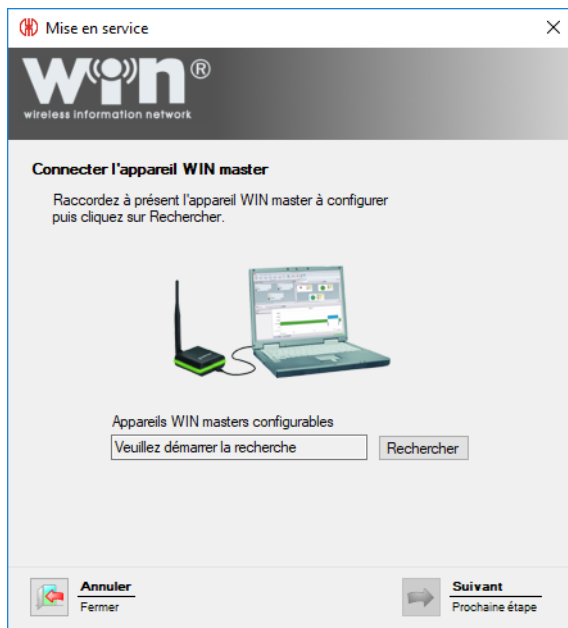 Mise en service
WIN®
wireless information network
Connecter l'appareil WIN master
Raccordez à présent l'appareil WIN master à configurer
puis cliquez sur Rechercher.
Appareils WIN masters configurables
Veuillez démarrer la recherche
Rechercher
Annuler
Fermer
Suivant
Prochaine étape